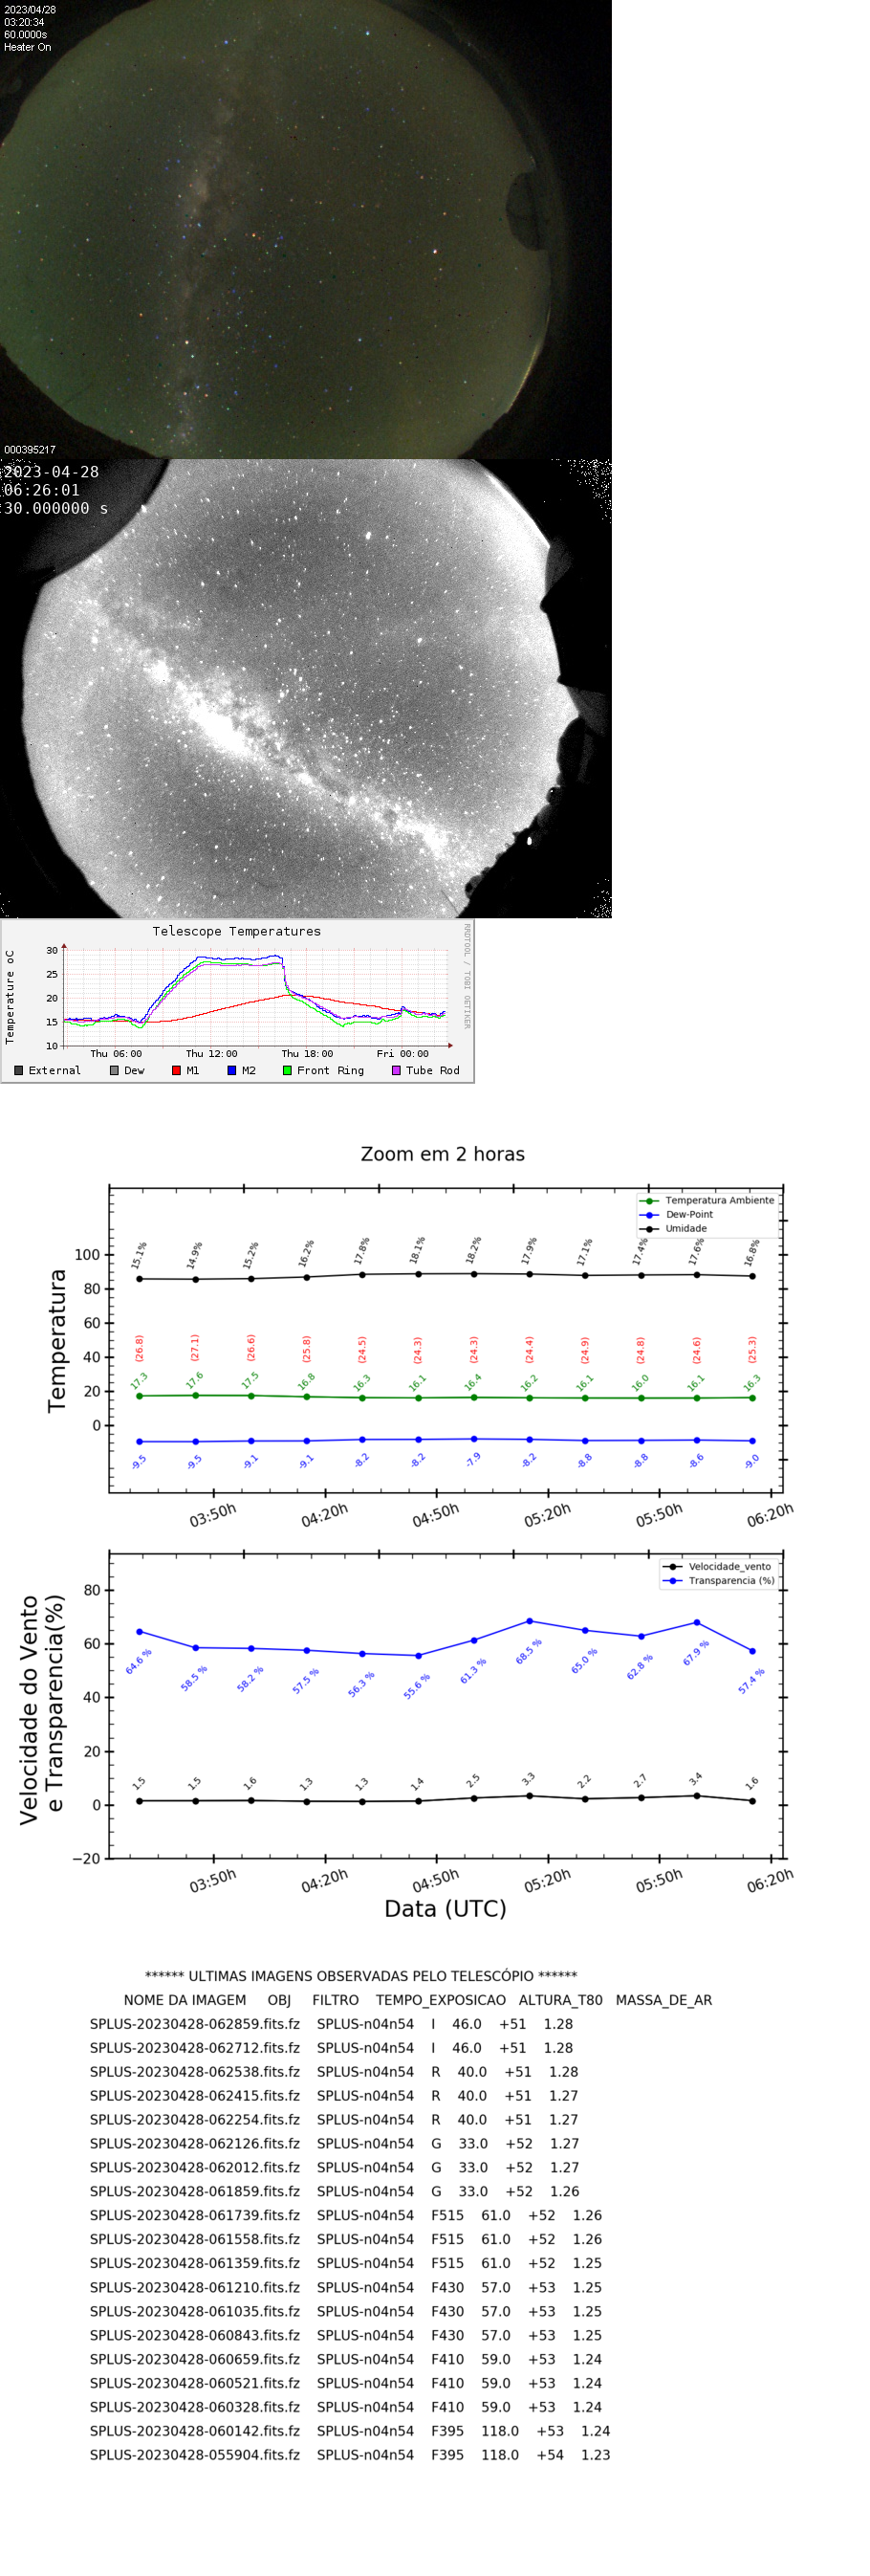 2023/04/28
03:20:34
60.0000s
Heater On
000395217
2023-04-28
06:26:01
30.000000 s
Telescope Temperatures
Temperature oC
30
25
20
15
10
Thu 06:00 Thu 12:00 Thu 18:00 Fri 00:00
External Dew M1 M2 Front Ring Tube Rod
RRDTOOL / TOBI OETIKER
Zoom em 2 horas
Temperatura
Temperatura Ambiente
Dew-Point
Umidade
100
80
60
40
20
0
15.1% 14.9% 15.2% 16.2% 17.8% 18.1% 18.2% 17.9% 17.1% 17.4% 17.6% 16.8%
(26.8) (27.1) (26.6) (25.8) (24.5) (24.3) (24.3) (24.4) (24.9) (24.8) (24.6) (25.3)
17.3 17.6 17.5 16.8 16.3 16.1 16.4 16.2 16.1 16.0 16.1 16.3
-9.5 -9.5 -9.1 -9.1 -8.2 -8.2 -7.9 -8.2 -8.8 -8.8 -8.6 -9.0
03:50h 04:20h 04:50h 05:20h 05:50h 06:20h
Velocidade do Vento
e Transparencia(%)
Velocidade_vento
Transparencia (%)
80
60
40
20
0
−20
64.6 % 58.5 % 58.2 % 57.5 % 56.3 % 55.6 % 61.3 % 68.5 % 65.0 % 62.8 % 67.9 % 57.4 %
1.5 1.5 1.6 1.3 1.3 1.4 2.5 3.3 2.2 2.7 3.4 1.6
03:50h 04:20h 04:50h 05:20h 05:50h 06:20h
Data (UTC)
****** ULTIMAS IMAGENS OBSERVADAS PELO TELESCÓPIO ******
NOME DA IMAGEM OBJ FILTRO TEMPO_EXPOSICAO ALTURA_T80 MASSA_DE_AR
SPLUS-20230428-062859.fits.fz SPLUS-n04n54 I 46.0 +51 1.28
SPLUS-20230428-062712.fits.fz SPLUS-n04n54 I 46.0 +51 1.28
SPLUS-20230428-062538.fits.fz SPLUS-n04n54 R 40.0 +51 1.28
SPLUS-20230428-062415.fits.fz SPLUS-n04n54 R 40.0 +51 1.27
SPLUS-20230428-062254.fits.fz SPLUS-n04n54 R 40.0 +51 1.27
SPLUS-20230428-062126.fits.fz SPLUS-n04n54 G 33.0 +52 1.27
SPLUS-20230428-062012.fits.fz SPLUS-n04n54 G 33.0 +52 1.27
SPLUS-20230428-061859.fits.fz SPLUS-n04n54 G 33.0 +52 1.26
SPLUS-20230428-061739.fits.fz SPLUS-n04n54 F515 61.0 +52 1.26
SPLUS-20230428-061558.fits.fz SPLUS-n04n54 F515 61.0 +52 1.26
SPLUS-20230428-061359.fits.fz SPLUS-n04n54 F515 61.0 +52 1.25
SPLUS-20230428-061210.fits.fz SPLUS-n04n54 F430 57.0 +53 1.25
SPLUS-20230428-061035.fits.fz SPLUS-n04n54 F430 57.0 +53 1.25
SPLUS-20230428-060843.fits.fz SPLUS-n04n54 F430 57.0 +53 1.25
SPLUS-20230428-060659.fits.fz SPLUS-n04n54 F410 59.0 +53 1.24
SPLUS-20230428-060521.fits.fz SPLUS-n04n54 F410 59.0 +53 1.24
SPLUS-20230428-060328.fits.fz SPLUS-n04n54 F410 59.0 +53 1.24
SPLUS-20230428-060142.fits.fz SPLUS-n04n54 F395 118.0 +53 1.24
SPLUS-20230428-055904.fits.fz SPLUS-n04n54 F395 118.0 +54 1.23